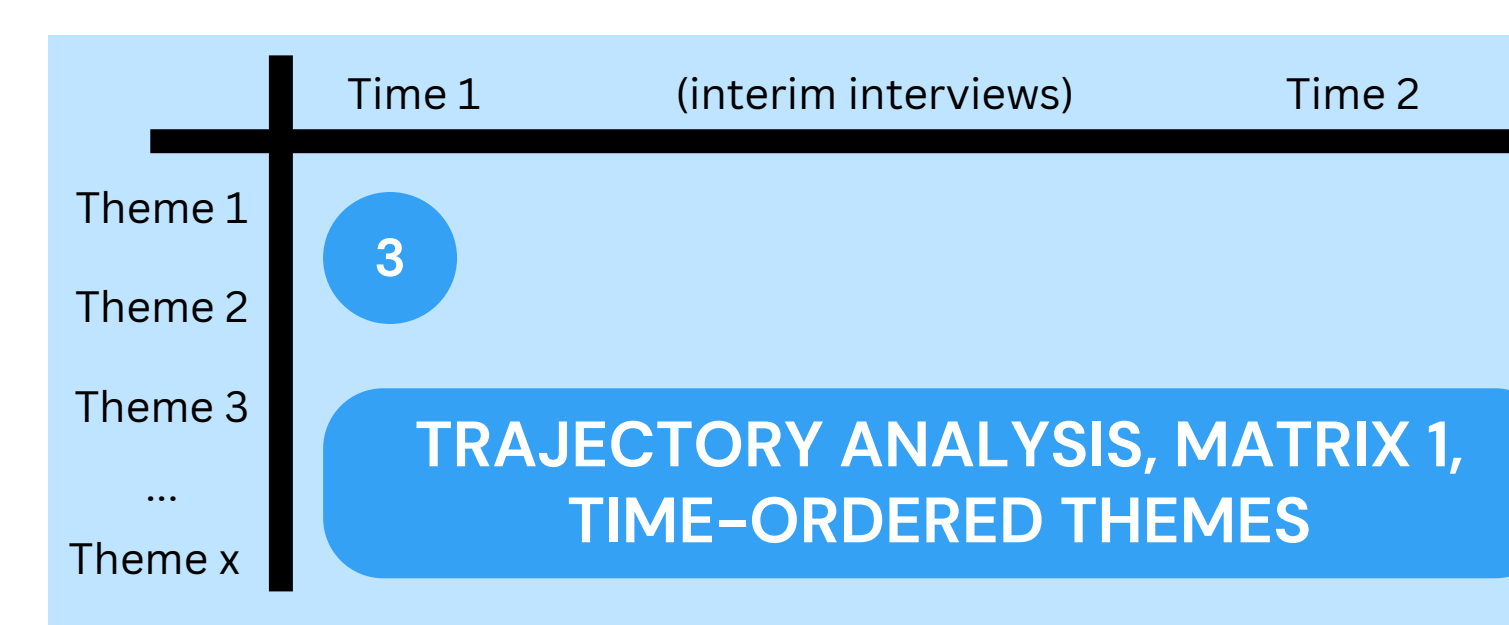 Time 1 (interim interviews) Time 2
Theme 1
3
Theme 2
Theme 3
TRAJECTORY ANALYSIS, MATRIX 1,
...
TIME-ORDERED THEMES
Theme x